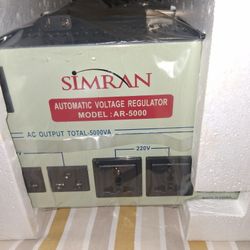 SIMRAN
AUTOMATIC VOLTAGE REGULATOR
MODEL : AR-5000
AC OUTPUT TOTAL-5000VA
220V